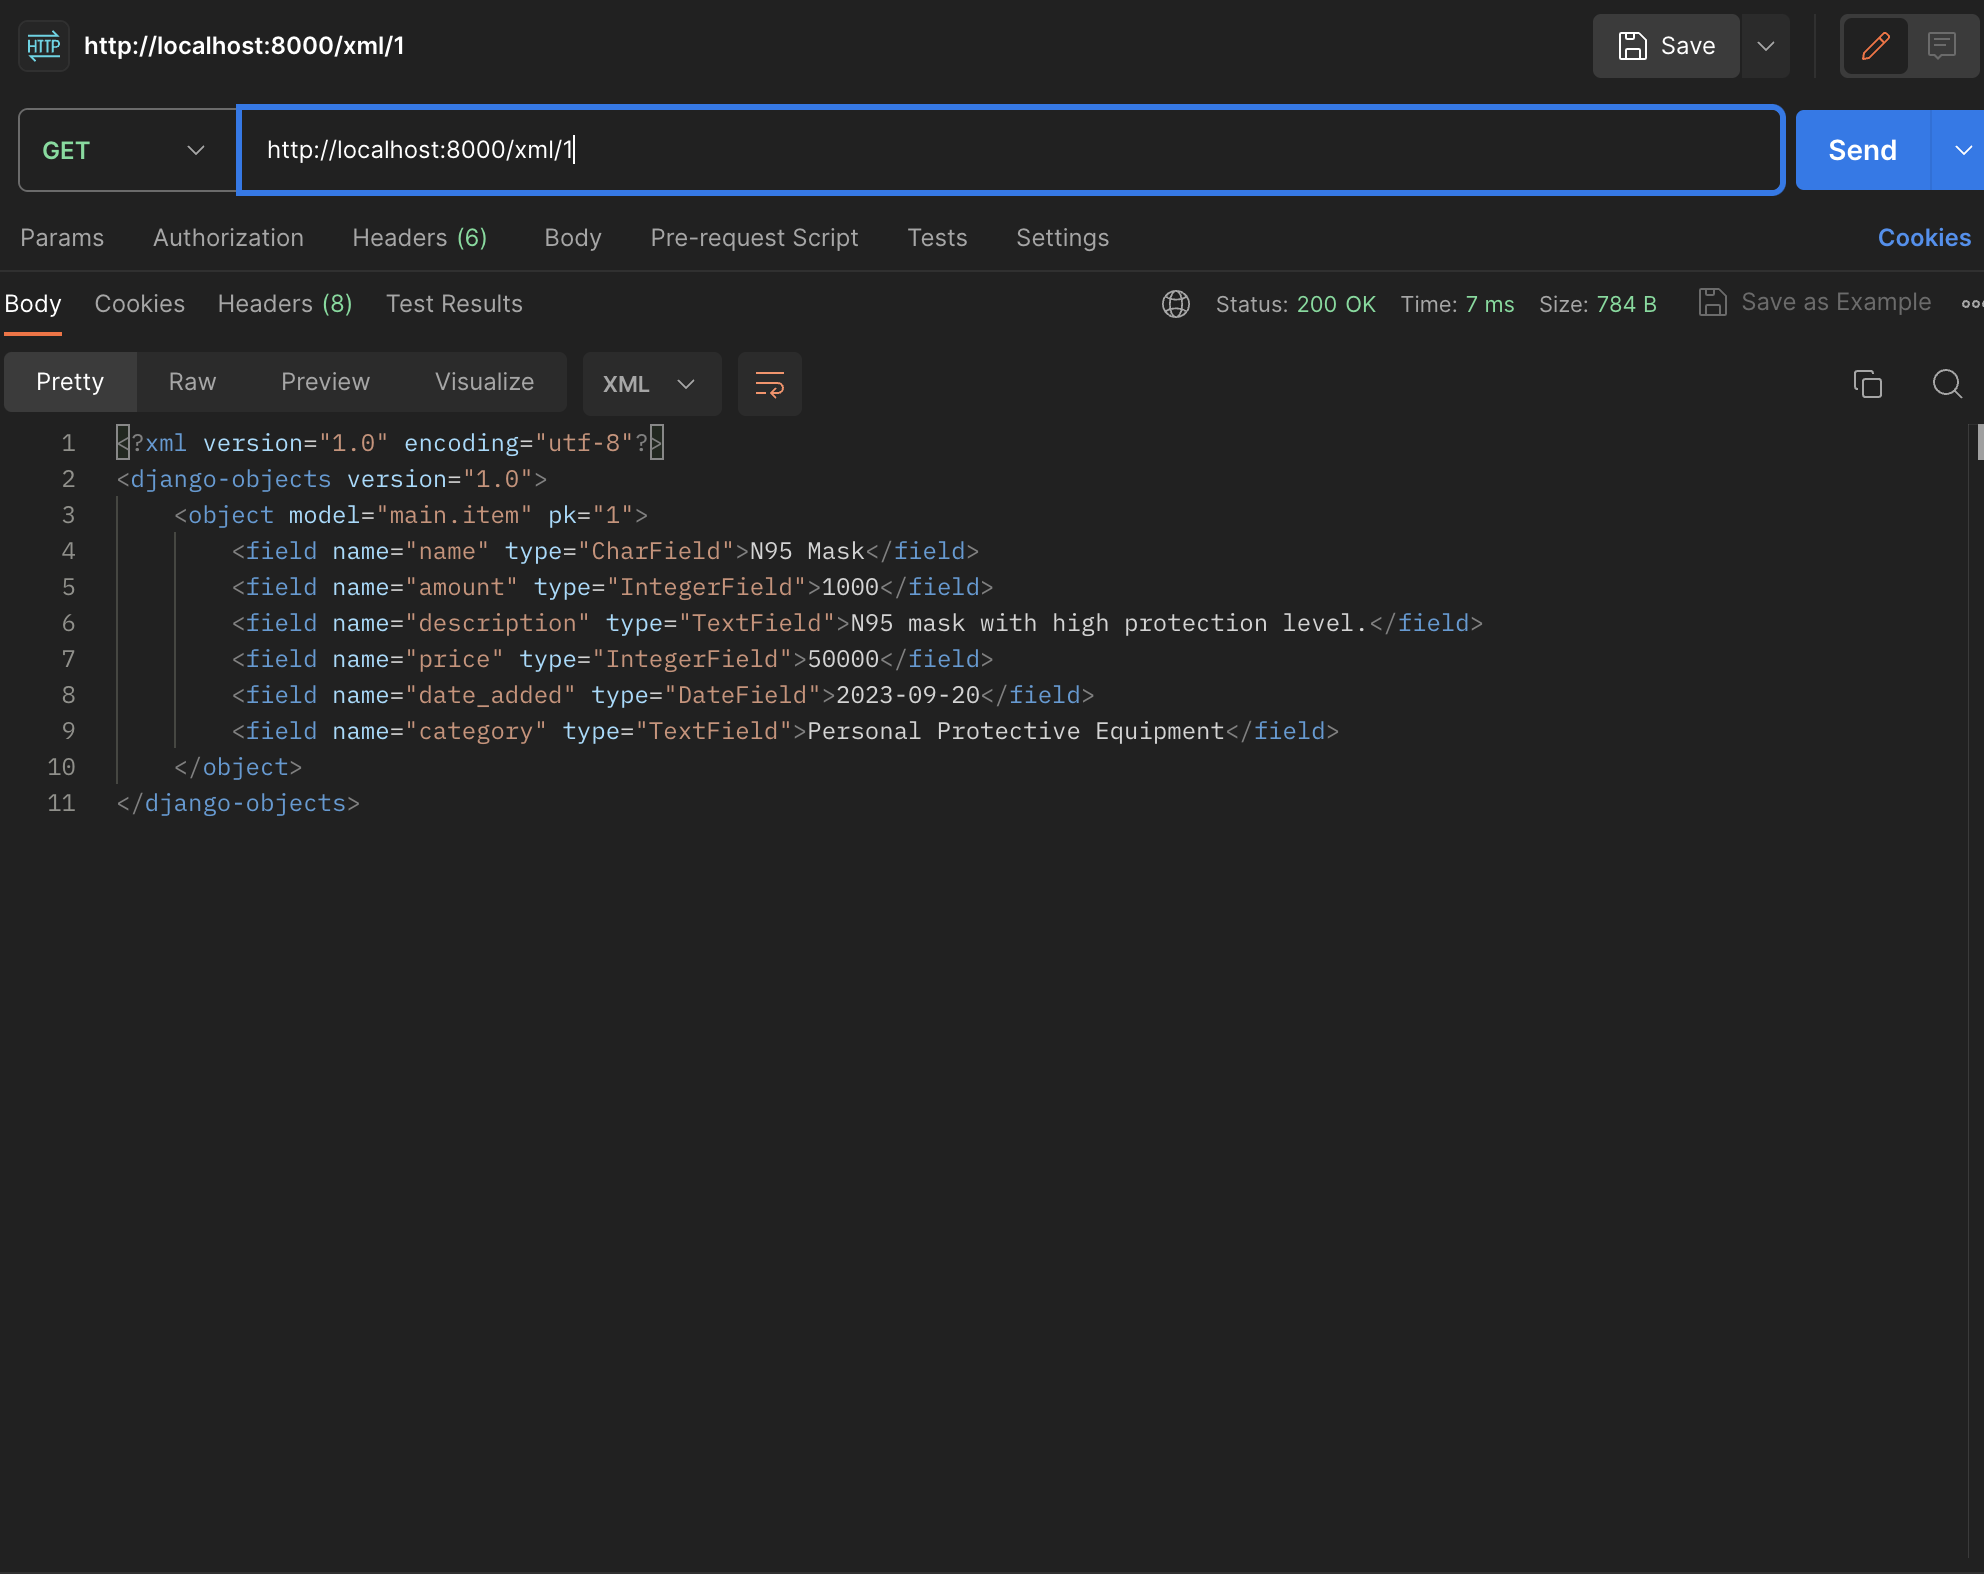 HTTP http://localhost:8000/xml/1 Save
GET http://localhost:8000/xml/1 Send
Params Authorization Headers (6) Body Pre-request Script Tests Settings Cookies
Body Cookies Headers (8) Test Results Status: 200 OK Time: 7 ms Size: 784 B Save as Example
Pretty Raw Preview Visualize XML
1 <?xml version="1.0" encoding="utf-8"?>
2 <django-objects version="1.0">
3 <object model="main.item" pk="1">
4 <field name="name" type="CharField">N95 Mask</field>
5 <field name="amount" type="IntegerField">1000</field>
6 <field name="description" type="TextField">N95 mask with high protection level.</field>
7 <field name="price" type="IntegerField">50000</field>
8 <field name="date_added" type="DateField">2023-09-20</field>
9 <field name="category" type="TextField">Personal Protective Equipment</field>
10 </object>
11 </django-objects>